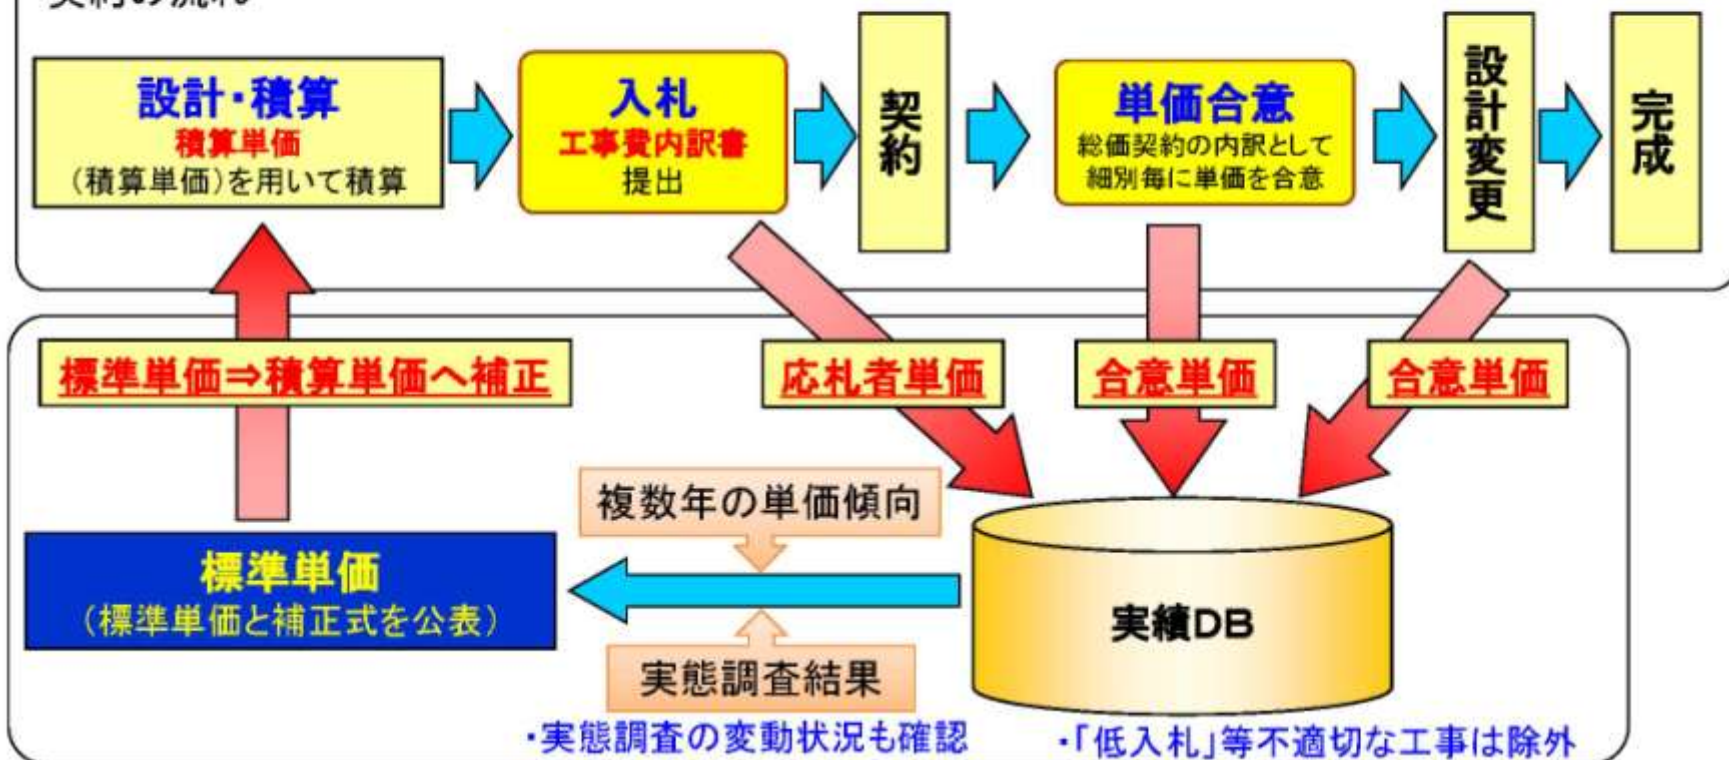 契約の流れ
設計・積算
積算単価
(積算単価)を用いて積算
入札
工事費内訳書
提出
契約
単価合意
総価契約の内訳として
細別毎に単価を合意
設計変更
完成
標準単価⇒積算単価へ補正
応札者単価
合意単価
合意単価
複数年の単価傾向
標準単価
(標準単価と補正式を公表)
実績DB
実態調査結果
・実態調査の変動状況も確認
・「低入札」等不適切な工事は除外